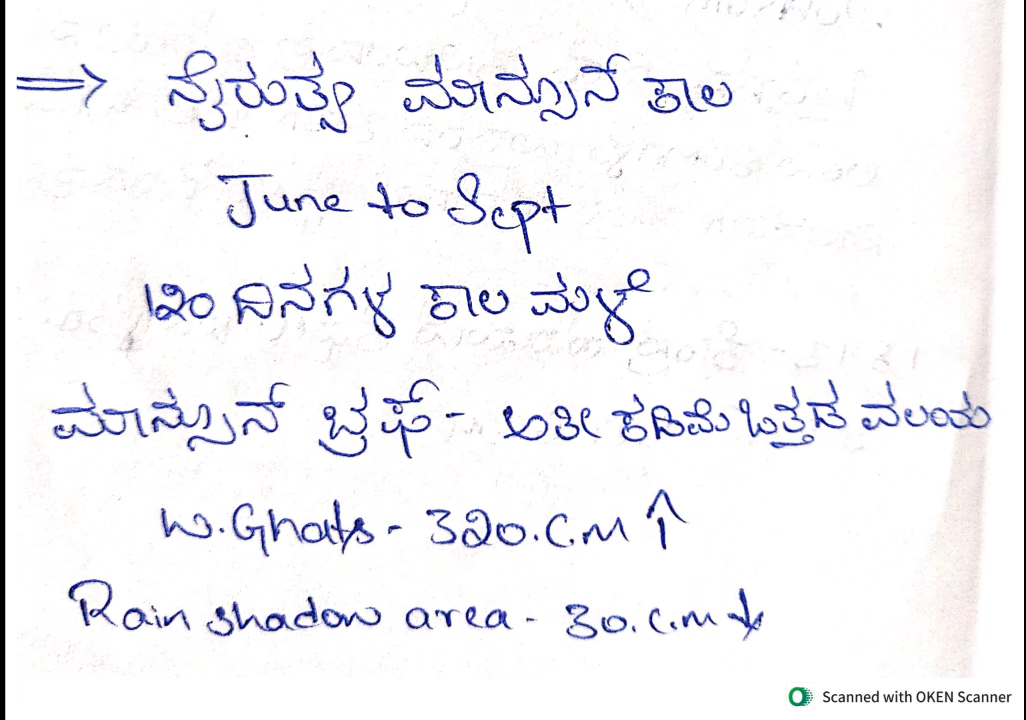 ⇒ ನೈರುತ್ಯ ಮಾನ್ಸೂನ್ ಕಾಲ
June to Sept
120 ದಿನಗಳ ಕಾಲ ಮಳೆ
ಮಾನ್ಸೂನ್ ಬ್ರಫ್ - ಅತೀ ಕಡಿಮೆ ಒತ್ತಡ ವಲಯ
W.Ghats - 320.C.M ↑
Rain shadow area - 30.C.m ↓
Scanned with OKEN Scanner